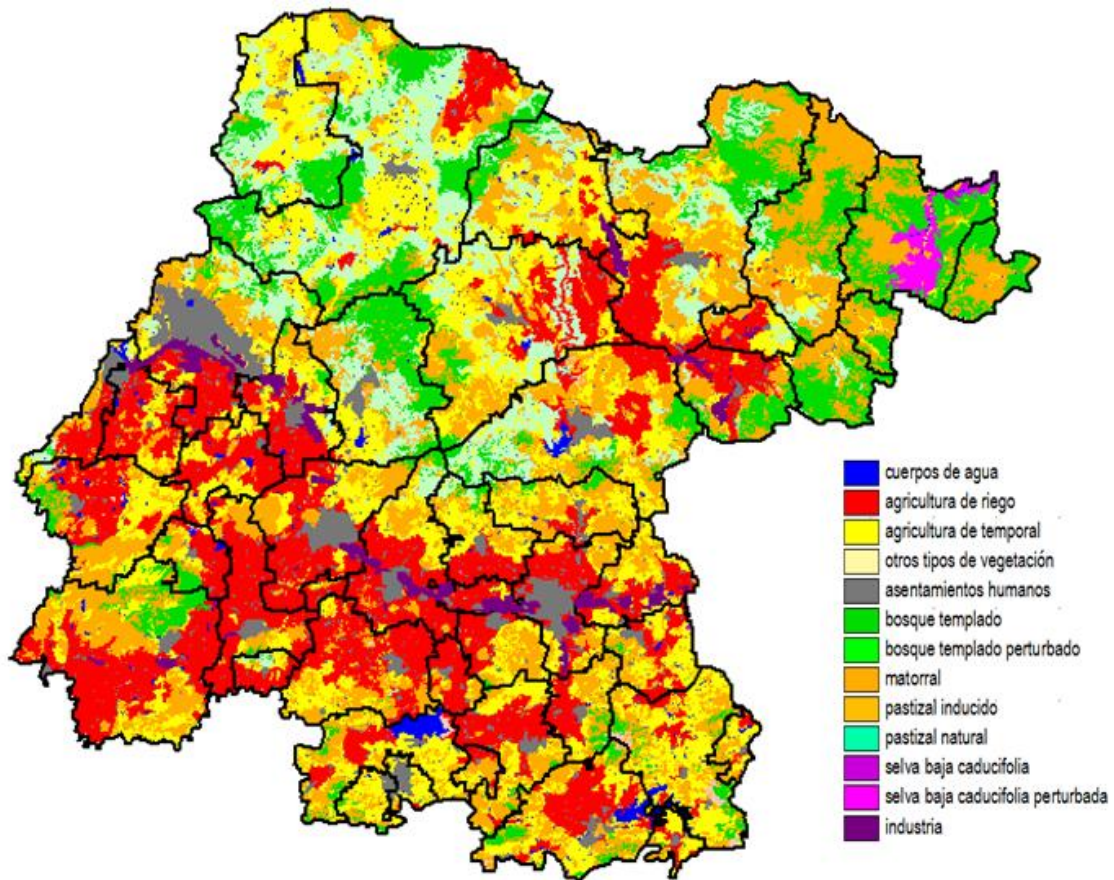 cuerpos de agua
agricultura de riego
agricultura de temporal
otros tipos de vegetación
asentamientos humanos
bosque templado
bosque templado perturbado
matorral
pastizal inducido
pastizal natural
selva baja caducifolia
selva baja caducifolia perturbada
industria